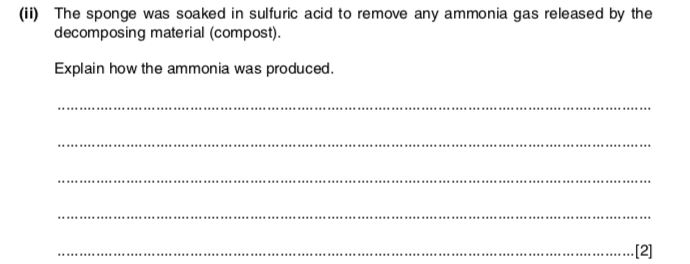 (ii) The sponge was soaked in sulfuric acid to remove any ammonia gas released by the
decomposing material (compost).
Explain how the ammonia was produced.
..........................................................................................
..........................................................................................
..........................................................................................
..........................................................................................
..........................................................................................[2]